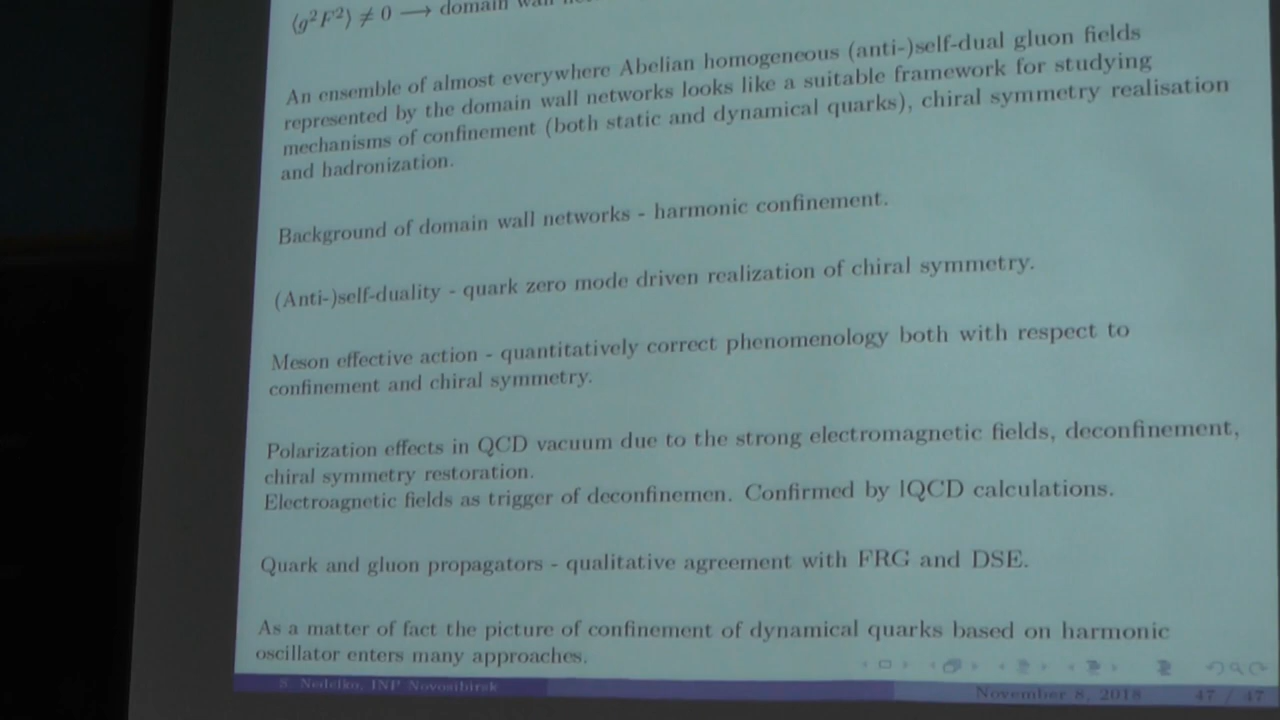 ⟨g²F²⟩ ≠ 0 ⟶ domain wall
An ensemble of almost everywhere Abelian homogeneous (anti-)self-dual gluon fields
represented by the domain wall networks looks like a suitable framework for studying
mechanisms of confinement (both static and dynamical quarks), chiral symmetry realisation
and hadronization.
Background of domain wall networks - harmonic confinement.
(Anti-)self-duality - quark zero mode driven realization of chiral symmetry.
Meson effective action - quantitatively correct phenomenology both with respect to
confinement and chiral symmetry.
Polarization effects in QCD vacuum due to the strong electromagnetic fields, deconfinement,
chiral symmetry restoration.
Electroagnetic fields as trigger of deconfinemen. Confirmed by lQCD calculations.
Quark and gluon propagators - qualitative agreement with FRG and DSE.
As a matter of fact the picture of confinement of dynamical quarks based on harmonic
oscillator enters many approaches.
S. Nedelko, INP Novosibirsk
November 8, 2018 47 / 47